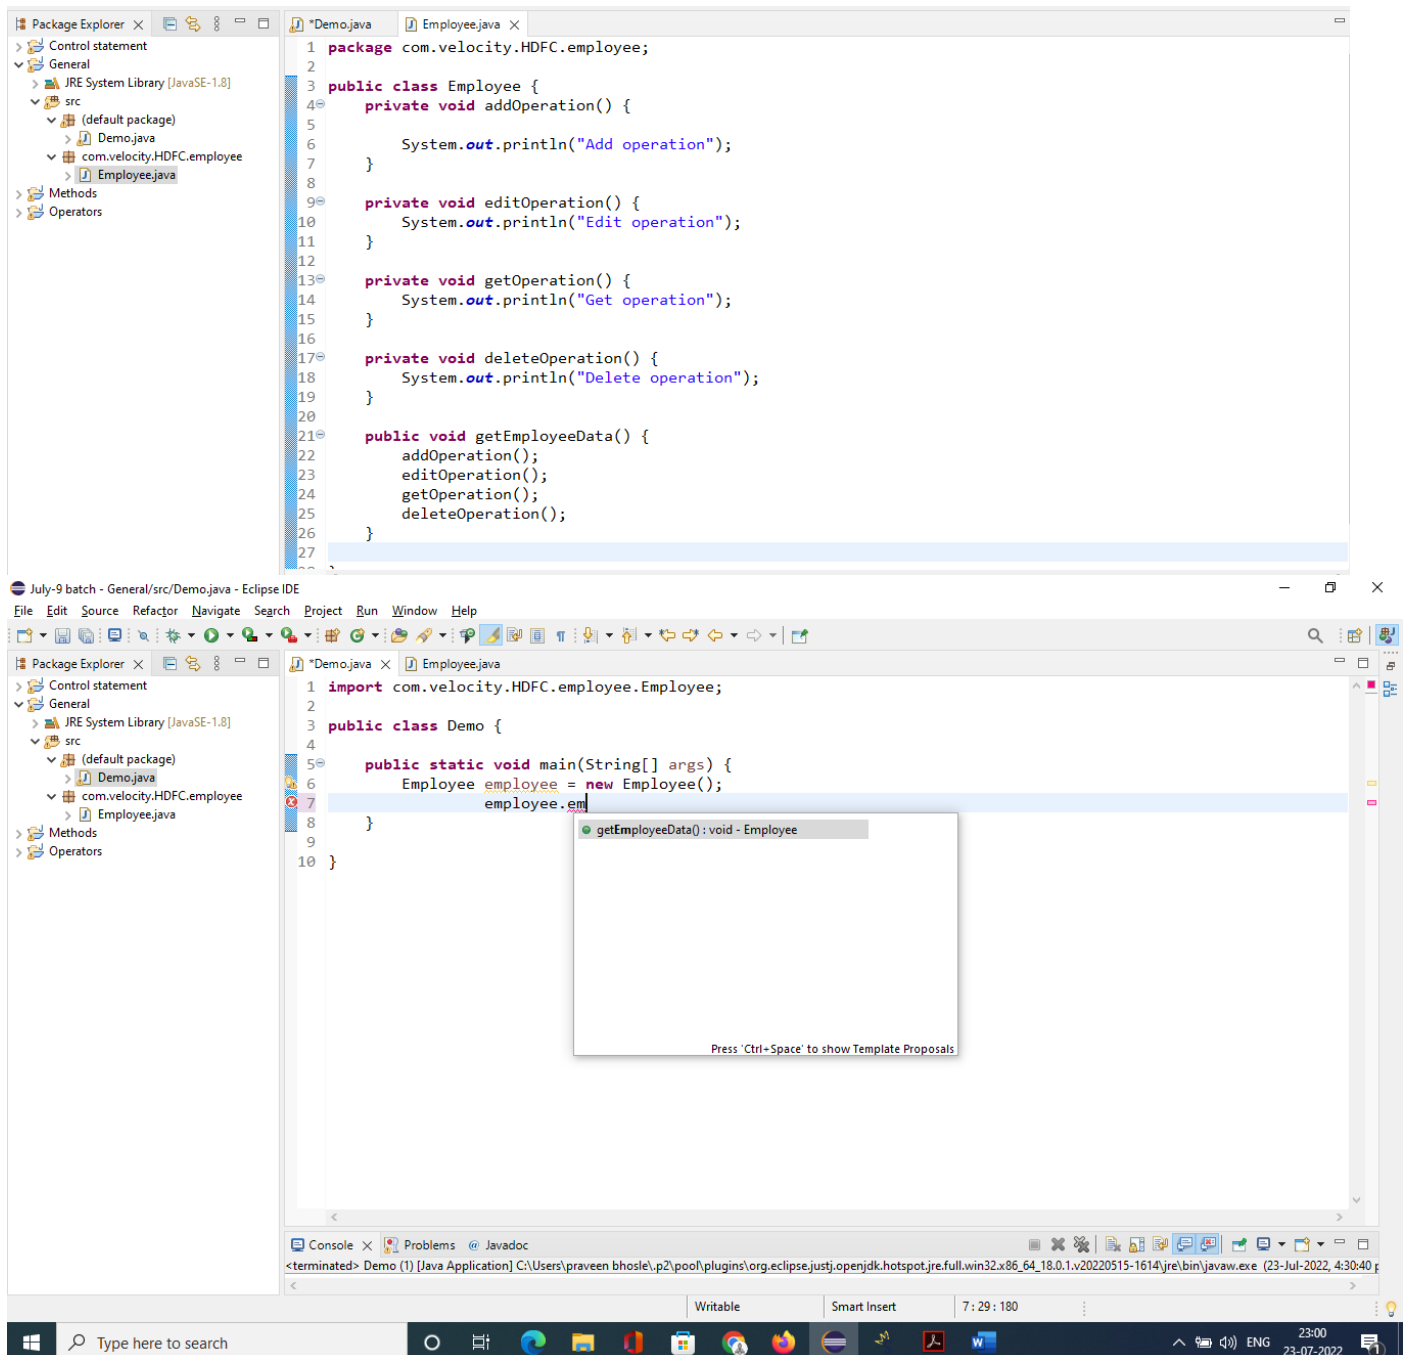 Package Explorer
*Demo.java
Employee.java
Control statement
General
JRE System Library [JavaSE-1.8]
src
(default package)
Demo.java
com.velocity.HDFC.employee
Employee.java
Methods
Operators
1 package com.velocity.HDFC.employee;
2
3 public class Employee {
4 private void addOperation() {
5
6 System.out.println("Add operation");
7 }
8
9 private void editOperation() {
10 System.out.println("Edit operation");
11 }
12
13 private void getOperation() {
14 System.out.println("Get operation");
15 }
16
17 private void deleteOperation() {
18 System.out.println("Delete operation");
19 }
20
21 public void getEmployeeData() {
22 addOperation();
23 editOperation();
24 getOperation();
25 deleteOperation();
26 }
27
July-9 batch - General/src/Demo.java - Eclipse IDE
File Edit Source Refactor Navigate Search Project Run Window Help
Package Explorer
*Demo.java
Employee.java
Control statement
General
JRE System Library [JavaSE-1.8]
src
(default package)
Demo.java
com.velocity.HDFC.employee
Employee.java
Methods
Operators
1 import com.velocity.HDFC.employee.Employee;
2
3 public class Demo {
4
5 public static void main(String[] args) {
6 Employee employee = new Employee();
7 employee.em
8 }
9
10 }
getEmployeeData() : void - Employee
Press 'Ctrl+Space' to show Template Proposals
Console
Problems
@ Javadoc
<terminated> Demo (1) [Java Application] C:\Users\praveen bhosle\.p2\pool\plugins\org.eclipse.justj.openjdk.hotspot.jre.full.win32.x86_64_18.0.1.v20220515-1614\jre\bin\javaw.exe (23-Jul-2022, 4:30:40 p
Writable
Smart Insert
7 : 29 : 180
Type here to search
ENG
23:00
23-07-2022